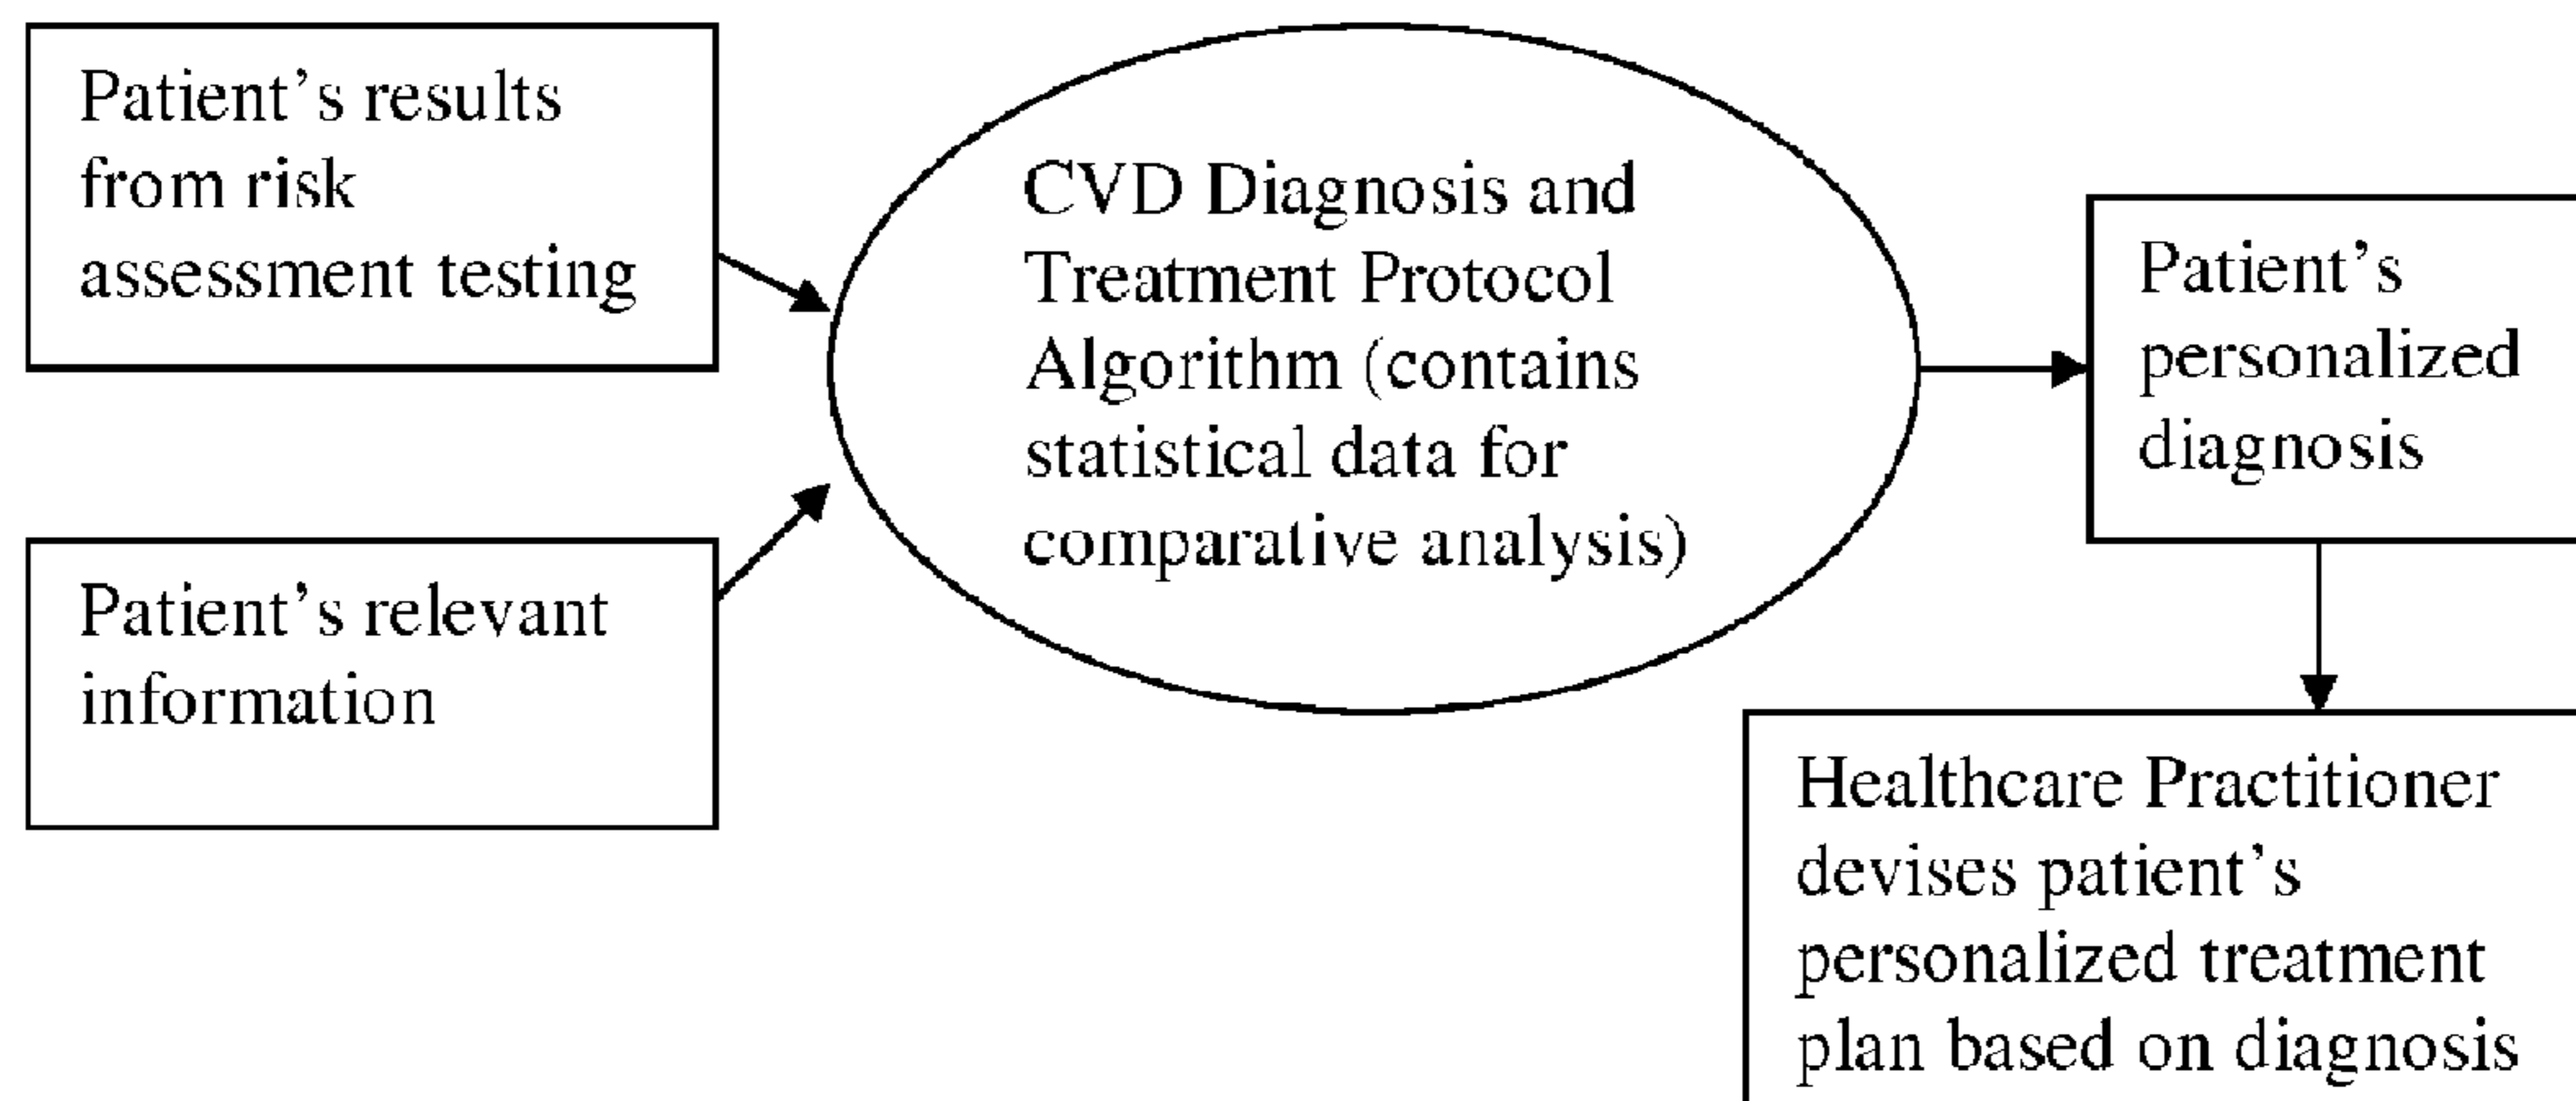 Patient’s results
from risk
assessment testing
Patient’s relevant
information
CVD Diagnosis and
Treatment Protocol
Algorithm (contains
statistical data for
comparative analysis)
Patient’s
personalized
diagnosis
Healthcare Practitioner
devises patient’s
personalized treatment
plan based on diagnosis